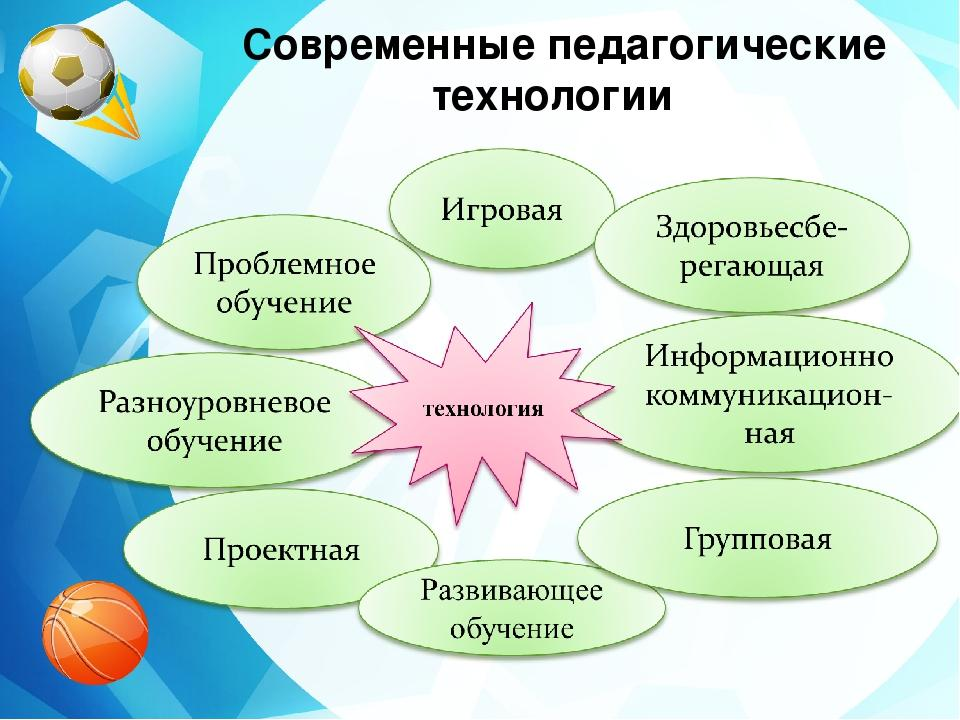 Современные педагогические
технологии
Игровая
Здоровьесбе-
регающая
Проблемное
обучение
Информационно
коммуникацион-
ная
Разноуровневое
обучение
технология
Групповая
Проектная
Развивающее
обучение